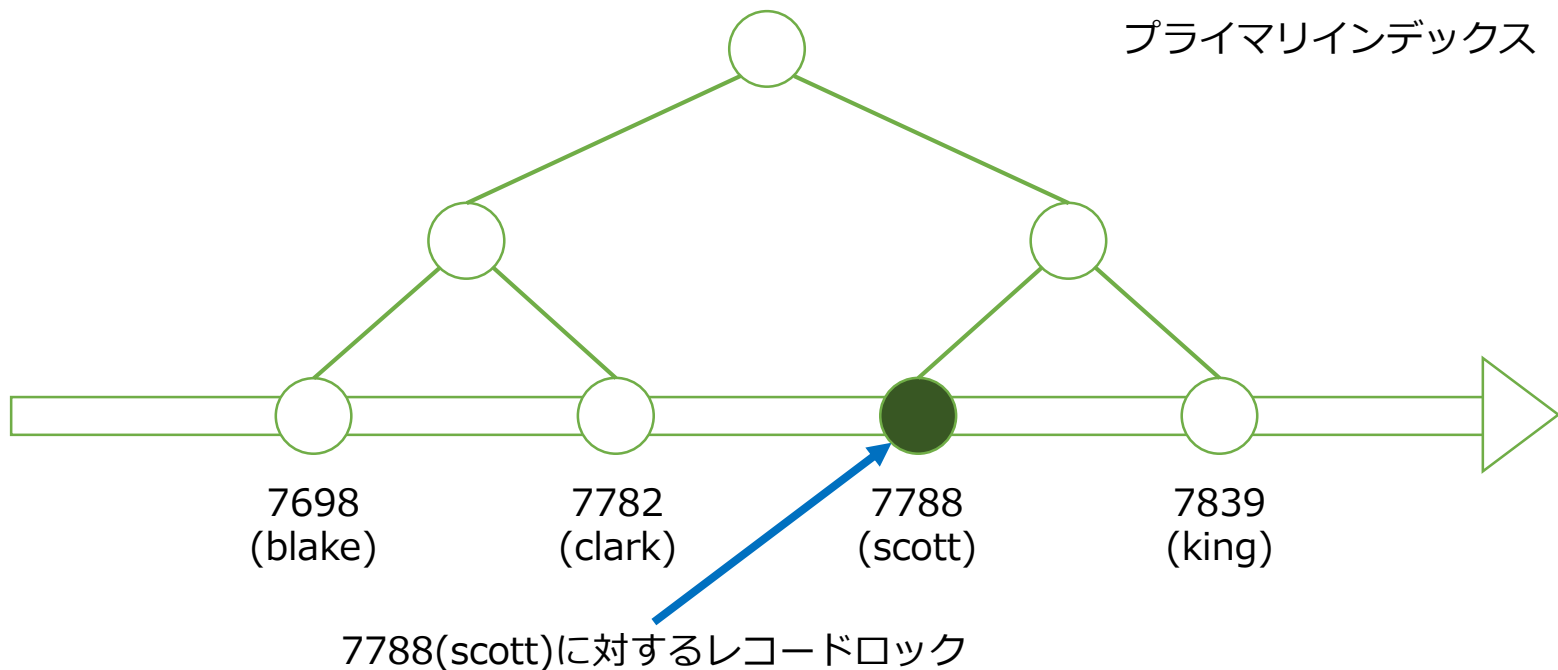 プライマリインデックス
7698
(blake)
7782
(clark)
7788
(scott)
7839
(king)
7788(scott)に対するレコードロック